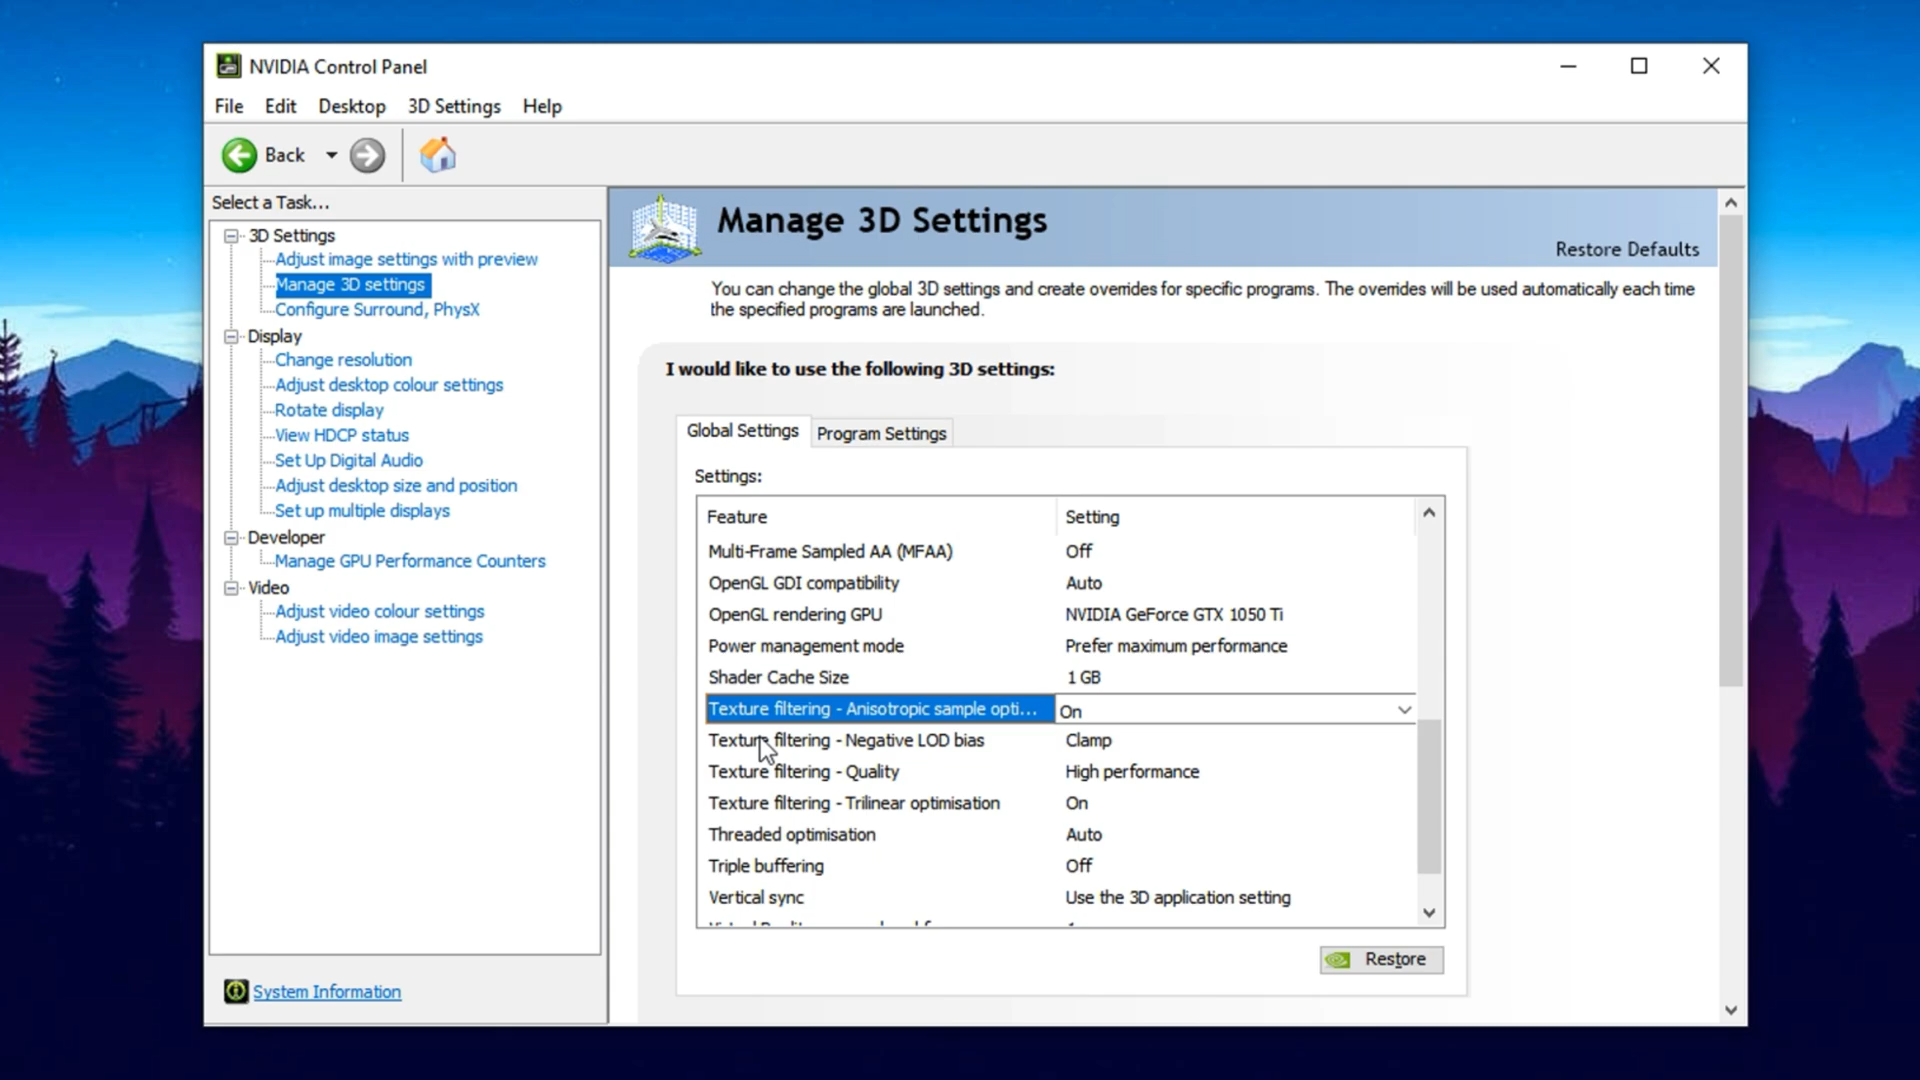 NVIDIA Control Panel
File Edit Desktop 3D Settings Help
Back
Select a Task...
3D Settings
Adjust image settings with preview
Manage 3D settings
Configure Surround, PhysX
Display
Change resolution
Adjust desktop colour settings
Rotate display
View HDCP status
Set Up Digital Audio
Adjust desktop size and position
Set up multiple displays
Developer
Manage GPU Performance Counters
Video
Adjust video colour settings
Adjust video image settings
System Information
Manage 3D Settings
Restore Defaults
You can change the global 3D settings and create overrides for specific programs. The overrides will be used automatically each time
the specified programs are launched.
I would like to use the following 3D settings:
Global Settings Program Settings
Settings:
Feature Setting
Multi-Frame Sampled AA (MFAA) Off
OpenGL GDI compatibility Auto
OpenGL rendering GPU NVIDIA GeForce GTX 1050 Ti
Power management mode Prefer maximum performance
Shader Cache Size 1 GB
Texture filtering - Anisotropic sample opti... On
Texture filtering - Negative LOD bias Clamp
Texture filtering - Quality High performance
Texture filtering - Trilinear optimisation On
Threaded optimisation Auto
Triple buffering Off
Vertical sync Use the 3D application setting
Restore